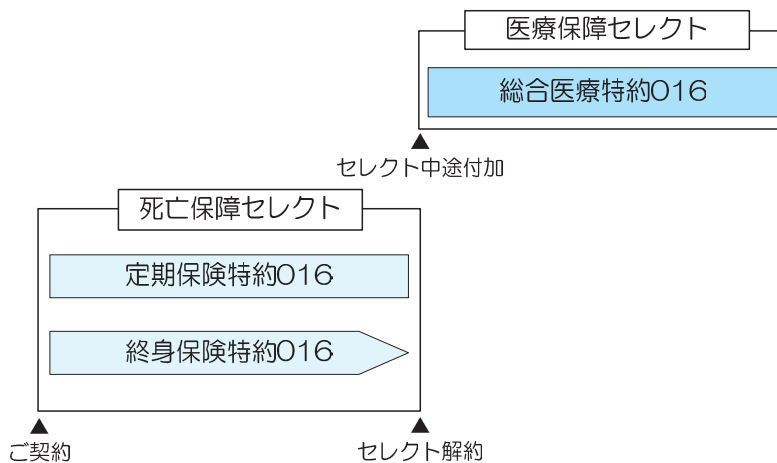 医療保障セレクト
総合医療特約016
▲
セレクト中途付加
死亡保障セレクト
定期保険特約016
終身保険特約016
▲ ▲
ご契約 セレクト解約